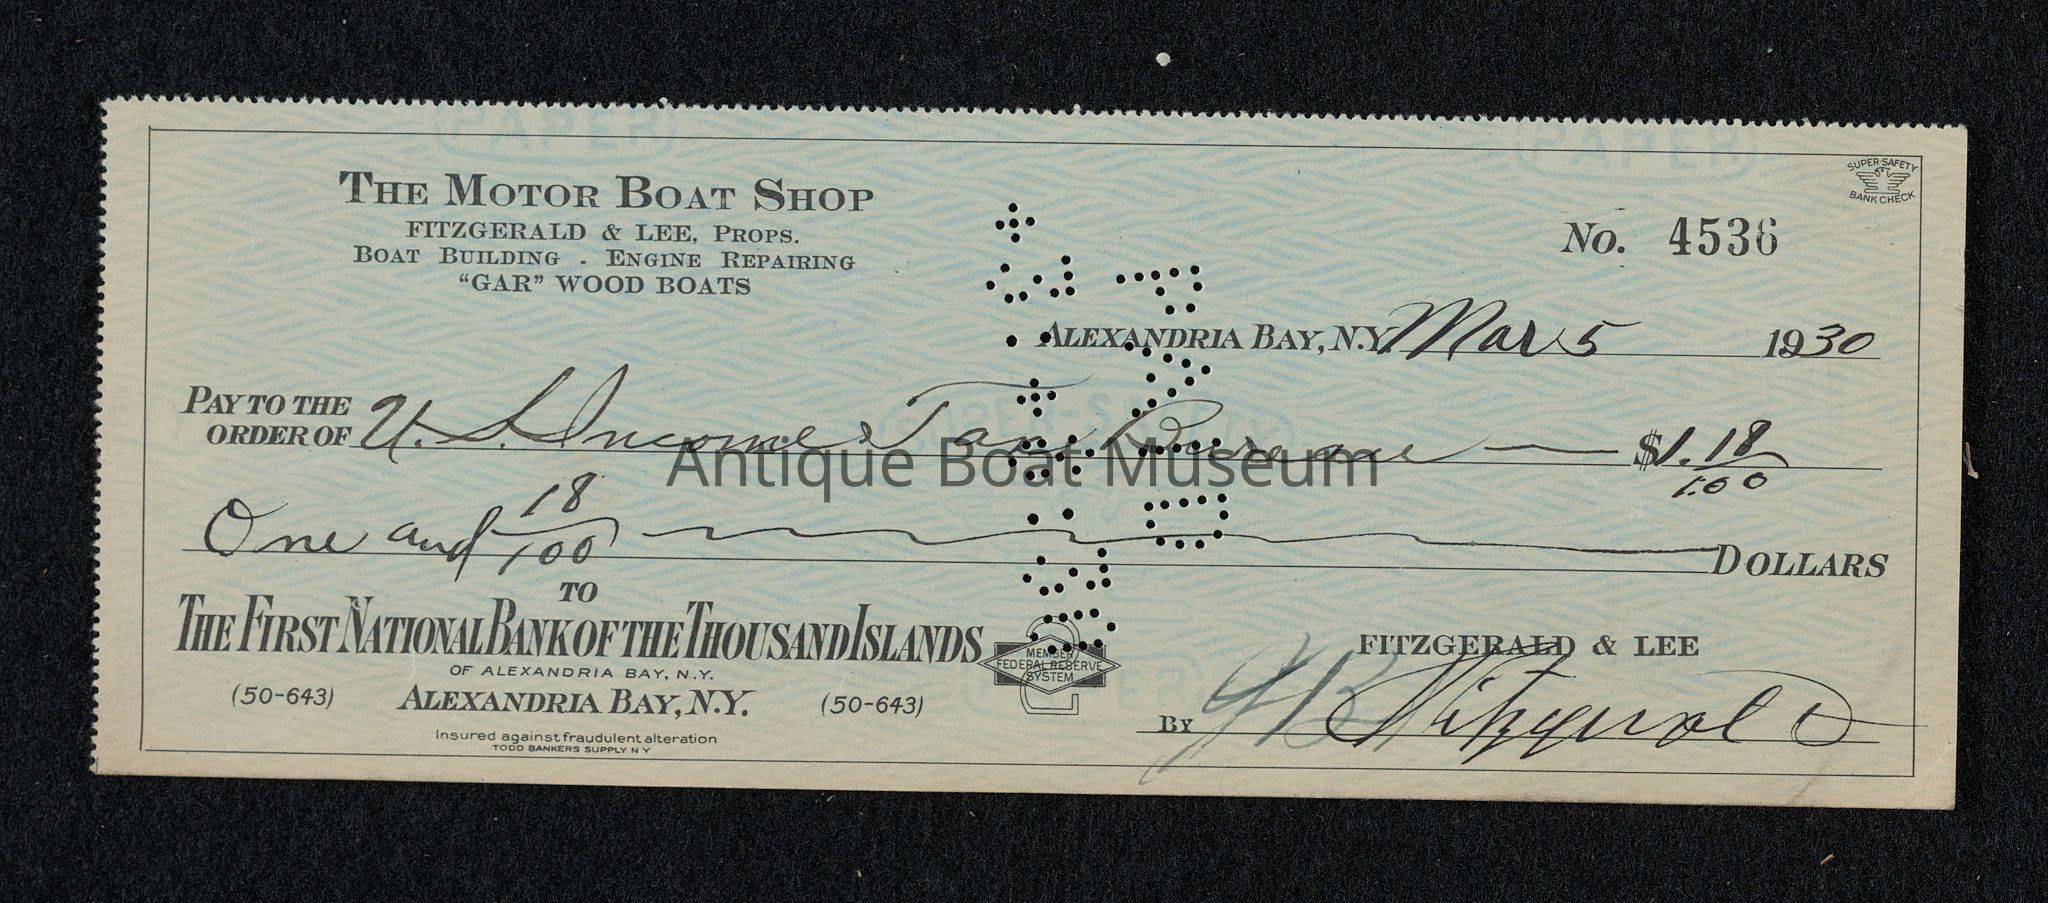 THE MOTOR BOAT SHOP
FITZGERALD & LEE, PROPS.
BOAT BUILDING - ENGINE REPAIRING
"GAR" WOOD BOATS
SUPER-SAFETY
BANK CHECK
No. 4536
ALEXANDRIA BAY, N.Y. Mar 5 1930
PAY TO THE
ORDER OF U. S. Income Tax Bureau $1.18/100
Antique Boat Museum
One and 18/100 DOLLARS
TO
THE FIRST NATIONAL BANK OF THE THOUSAND ISLANDS
OF ALEXANDRIA BAY, N.Y.
(50-643) ALEXANDRIA BAY, N.Y. (50-643)
MEMBER
FEDERAL RESERVE
SYSTEM
Insured against fraudulent alteration
TODD BANKERS SUPPLY N Y
FITZGERALD & LEE
BY Fitzgerald